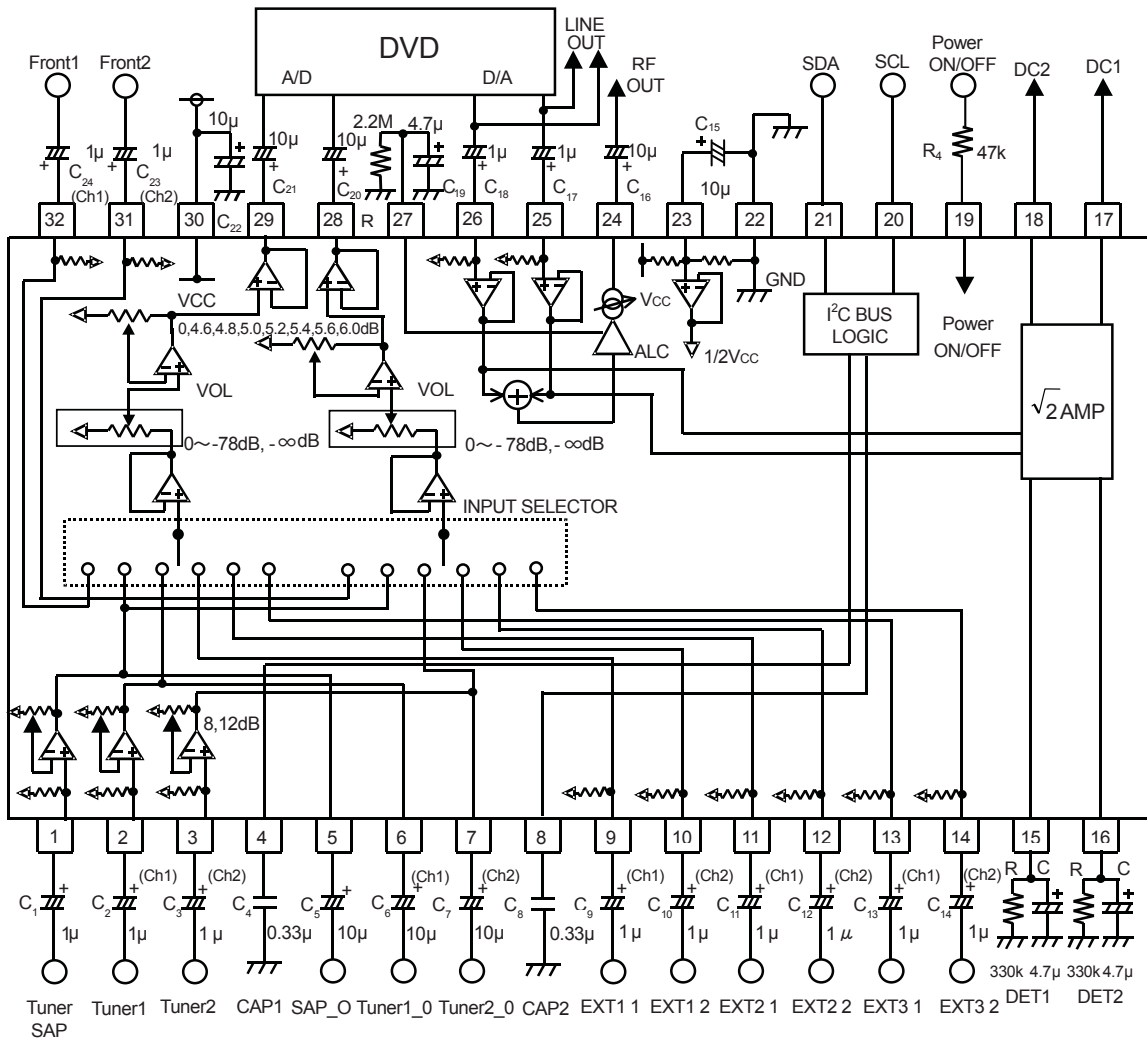 DVD
LINE
OUT
Front1
Front2
A/D
D/A
RF
OUT
SDA
SCL
Power
ON/OFF
DC2
DC1
10μ
2.2M
4.7μ
1μ
1μ
10μ
10μ
1μ
1μ
10μ
C15
10μ
R4
47k
C24
(Ch1)
C23
(Ch2)
C22
C21
C20
R
C19
C18
C17
C16
32
31
30
29
28
27
26
25
24
23
22
21
20
19
18
17
VCC
VCC
GND
I²C BUS
LOGIC
Power
ON/OFF
0,4.6,4.8,5.0,5.2,5.4,5.6,6.0dB
ALC
1/2VCC
VOL
VOL
√2 AMP
0~-78dB, -∞dB
0~-78dB, -∞dB
INPUT SELECTOR
8,12dB
1
2
3
4
5
6
7
8
9
10
11
12
13
14
15
16
(Ch1)
(Ch2)
(Ch1)
(Ch2)
(Ch1)
(Ch2)
(Ch1)
(Ch2)
(Ch1)
(Ch2)
R
C
R
C
C1
C2
C3
C4
C5
C6
C7
C8
C9
C10
C11
C12
C13
C14
1μ
1μ
1μ
0.33μ
10μ
10μ
10μ
0.33μ
1μ
1μ
1μ
1μ
1μ
1μ
330k 4.7μ
330k 4.7μ
Tuner
SAP
Tuner1
Tuner2
CAP1
SAP_O
Tuner1_0
Tuner2_0
CAP2
EXT1 1
EXT1 2
EXT2 1
EXT2 2
EXT3 1
EXT3 2
DET1
DET2